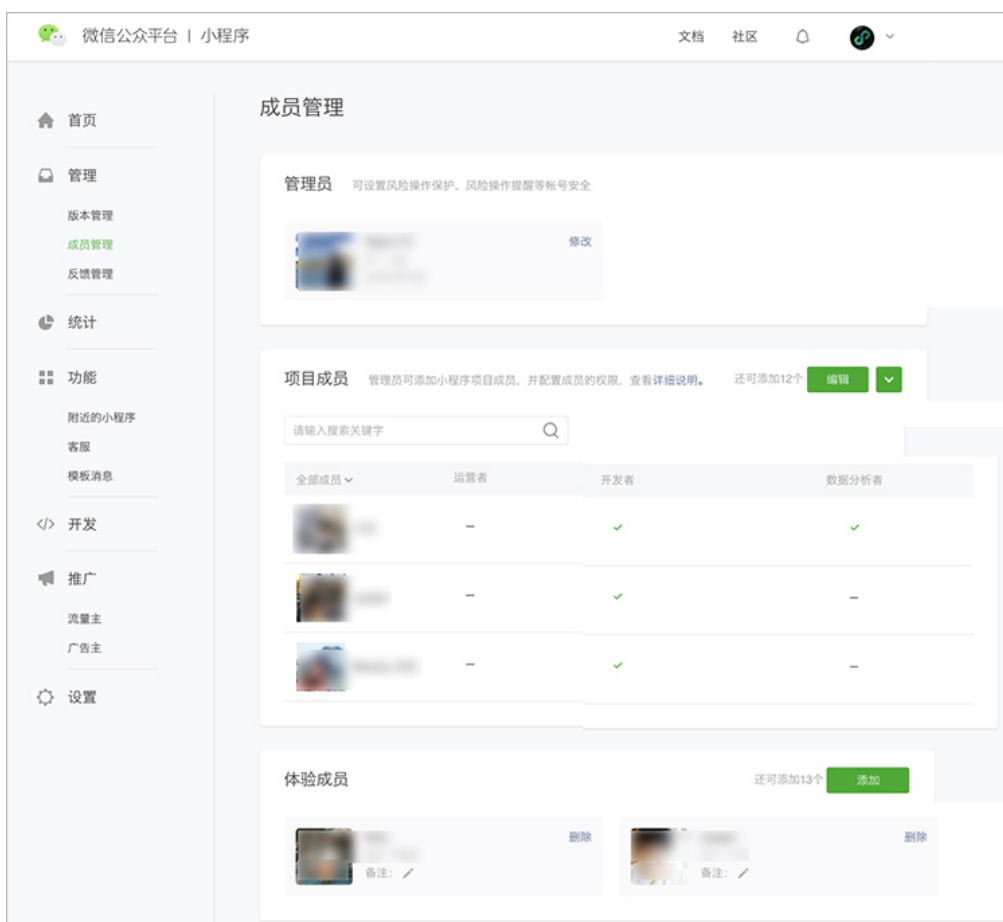 微信公众平台 | 小程序
文档 社区
首页
管理
版本管理
成员管理
反馈管理
统计
功能
附近的小程序
客服
模板消息
开发
推广
流量主
广告主
设置
成员管理
管理员 可设置风险操作保护、风险操作提醒等帐号安全
修改
项目成员 管理员可添加小程序项目成员，并配置成员的权限，查看详细说明。 还可添加12个 编辑
请输入搜索关键字
全部成员 运营者 开发者 数据分析者
体验成员 还可添加13个 添加
删除 删除
备注： 备注：